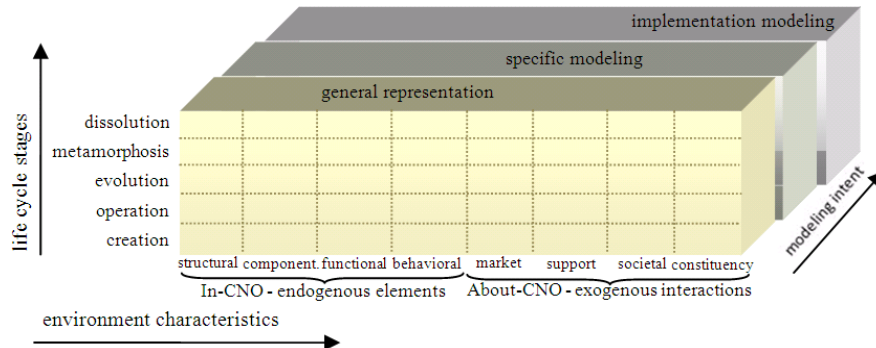 implementation modeling
specific modeling
general representation
life cycle stages
dissolution
metamorphosis
evolution
operation
creation
modeling intent
structural component. functional behavioral market support societal constituency
In-CNO - endogenous elements About-CNO - exogenous interactions
environment characteristics